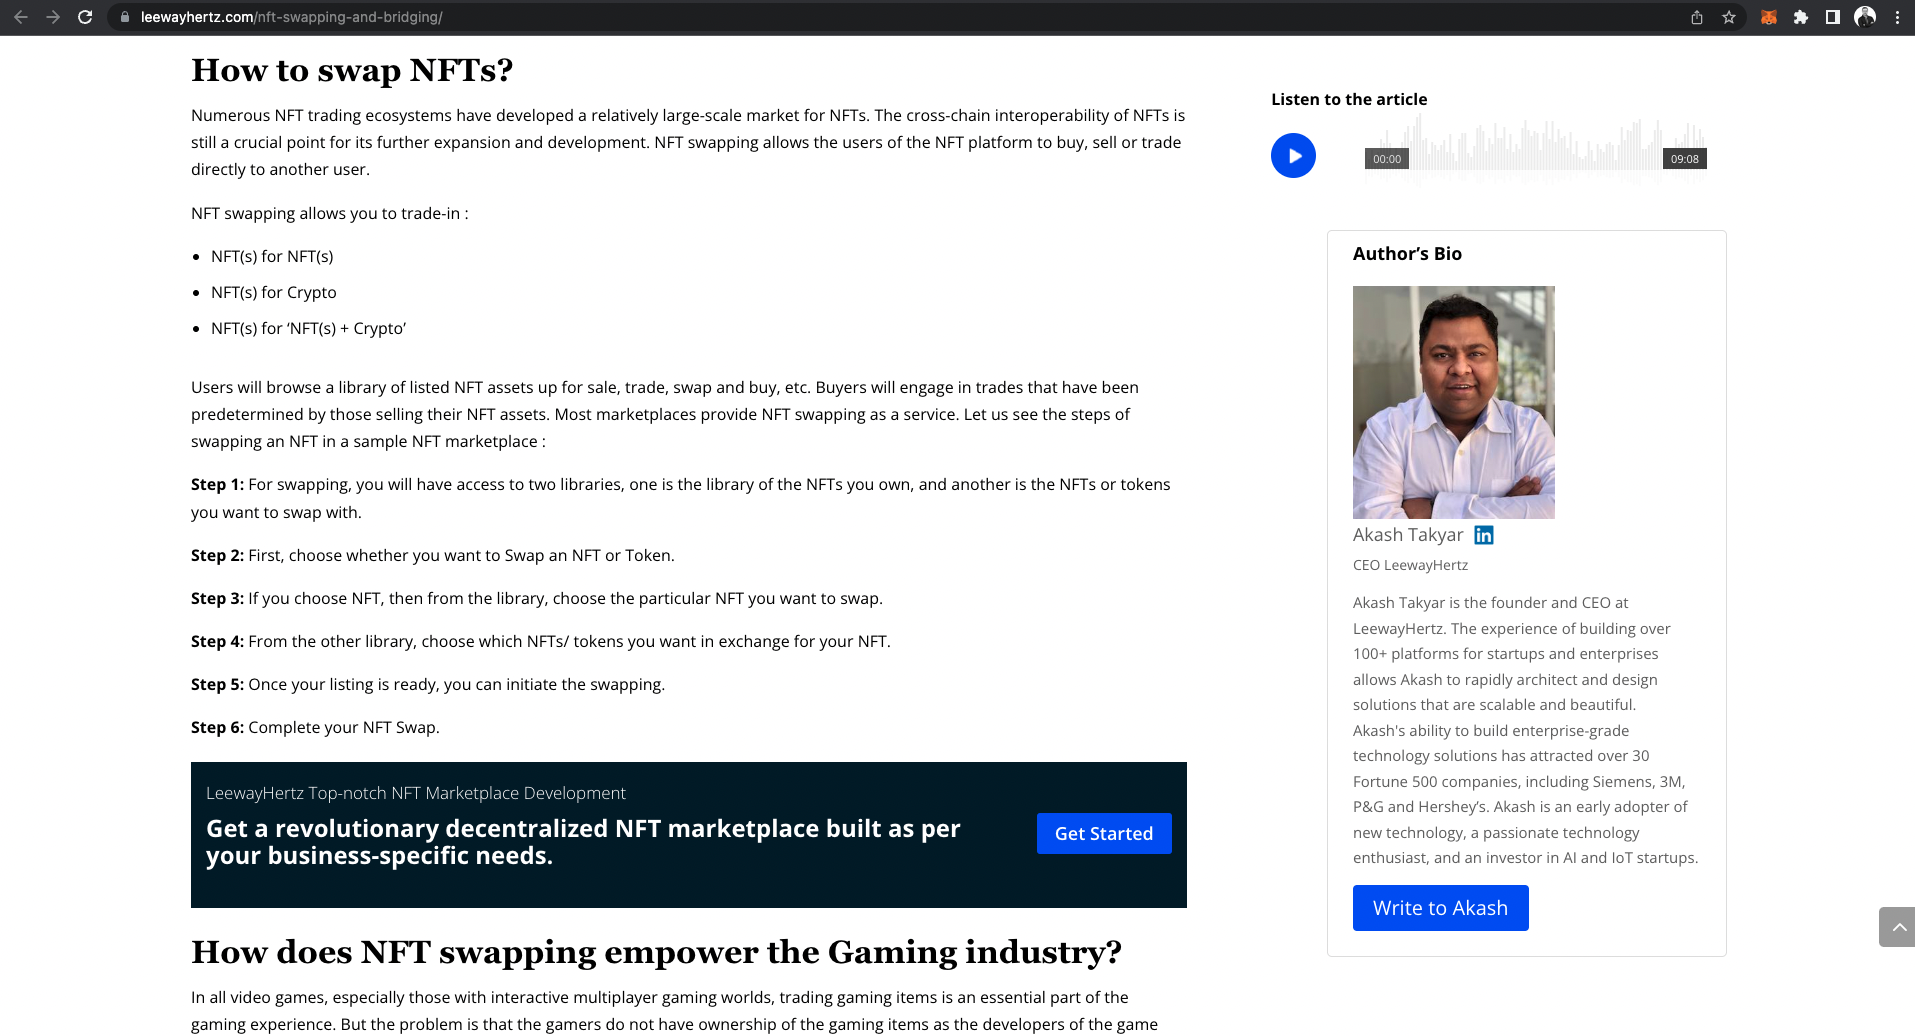 leewayhertz.com/nft-swapping-and-bridging/
How to swap NFTs?
Numerous NFT trading ecosystems have developed a relatively large-scale market for NFTs. The cross-chain interoperability of NFTs is
still a crucial point for its further expansion and development. NFT swapping allows the users of the NFT platform to buy, sell or trade
directly to another user.
NFT swapping allows you to trade-in :
• NFT(s) for NFT(s)
• NFT(s) for Crypto
• NFT(s) for ‘NFT(s) + Crypto’
Users will browse a library of listed NFT assets up for sale, trade, swap and buy, etc. Buyers will engage in trades that have been
predetermined by those selling their NFT assets. Most marketplaces provide NFT swapping as a service. Let us see the steps of
swapping an NFT in a sample NFT marketplace :
Step 1: For swapping, you will have access to two libraries, one is the library of the NFTs you own, and another is the NFTs or tokens
you want to swap with.
Step 2: First, choose whether you want to Swap an NFT or Token.
Step 3: If you choose NFT, then from the library, choose the particular NFT you want to swap.
Step 4: From the other library, choose which NFTs/ tokens you want in exchange for your NFT.
Step 5: Once your listing is ready, you can initiate the swapping.
Step 6: Complete your NFT Swap.
LeewayHertz Top-notch NFT Marketplace Development
Get a revolutionary decentralized NFT marketplace built as per
your business-specific needs.
Get Started
How does NFT swapping empower the Gaming industry?
In all video games, especially those with interactive multiplayer gaming worlds, trading gaming items is an essential part of the
gaming experience. But the problem is that the gamers do not have ownership of the gaming items as the developers of the game
Listen to the article
00:00
09:08
Author’s Bio
Akash Takyar in
CEO LeewayHertz
Akash Takyar is the founder and CEO at
LeewayHertz. The experience of building over
100+ platforms for startups and enterprises
allows Akash to rapidly architect and design
solutions that are scalable and beautiful.
Akash's ability to build enterprise-grade
technology solutions has attracted over 30
Fortune 500 companies, including Siemens, 3M,
P&G and Hershey’s. Akash is an early adopter of
new technology, a passionate technology
enthusiast, and an investor in AI and IoT startups.
Write to Akash